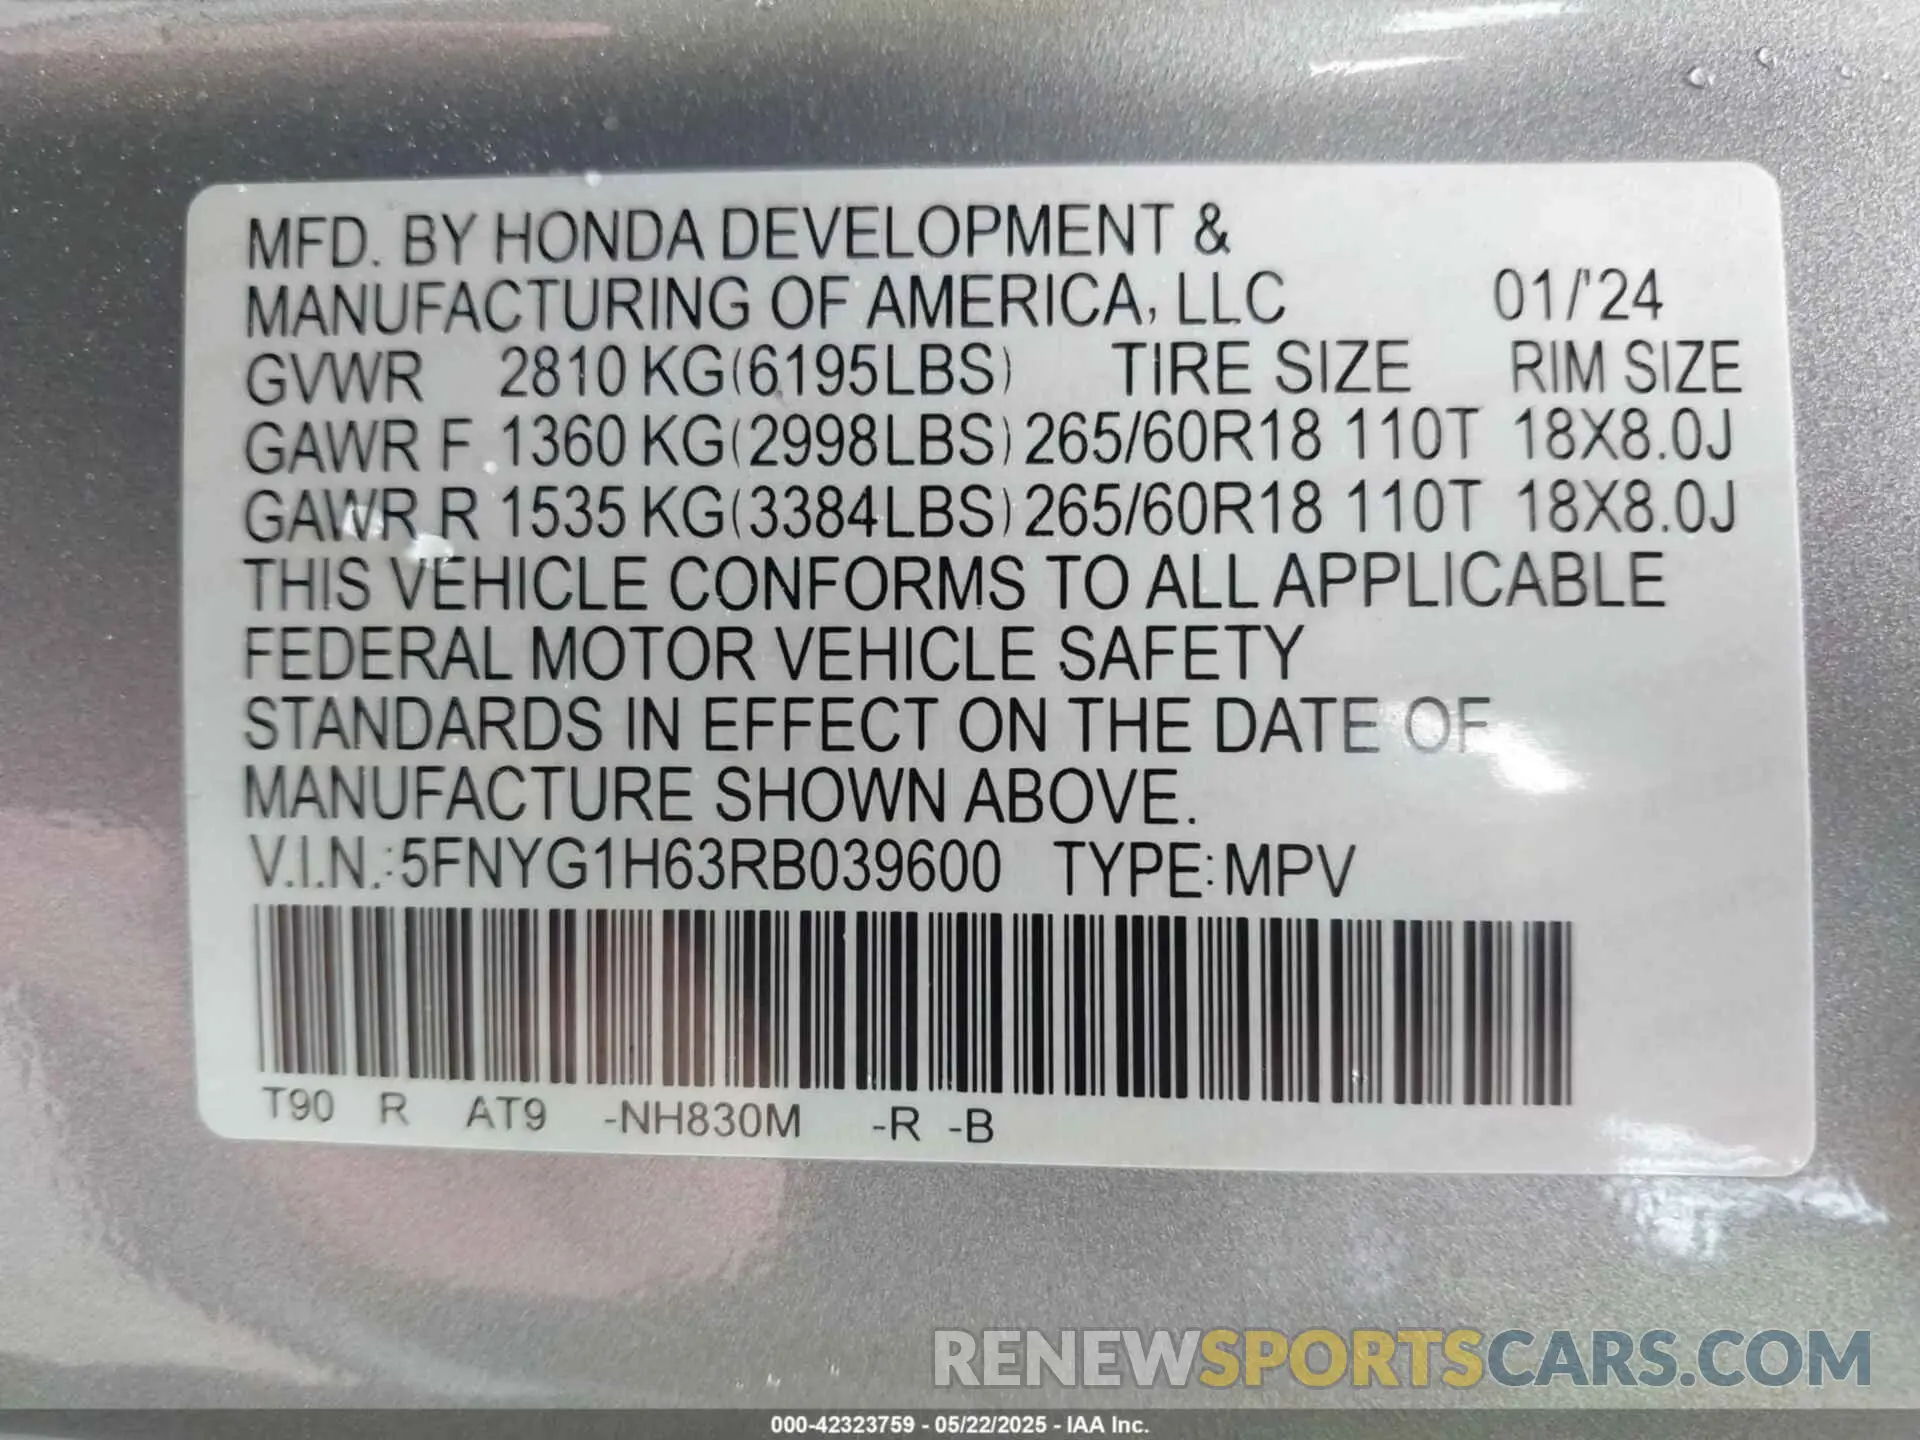 MFD. BY HONDA DEVELOPMENT &
MANUFACTURING OF AMERICA, LLC 01/'24
GVWR 2810 KG(6195LBS) TIRE SIZE RIM SIZE
GAWR F 1360 KG(2998LBS) 265/60R18 110T 18X8.0J
GAWR R 1535 KG(3384LBS) 265/60R18 110T 18X8.0J
THIS VEHICLE CONFORMS TO ALL APPLICABLE
FEDERAL MOTOR VEHICLE SAFETY
STANDARDS IN EFFECT ON THE DATE OF
MANUFACTURE SHOWN ABOVE.
V.I.N.:5FNYG1H63RB039600 TYPE:MPV
T90 R AT9 -NH830M -R -B
RENEWSPORTSCARS.COM
000-42323759 - 05/22/2025 - IAA Inc.